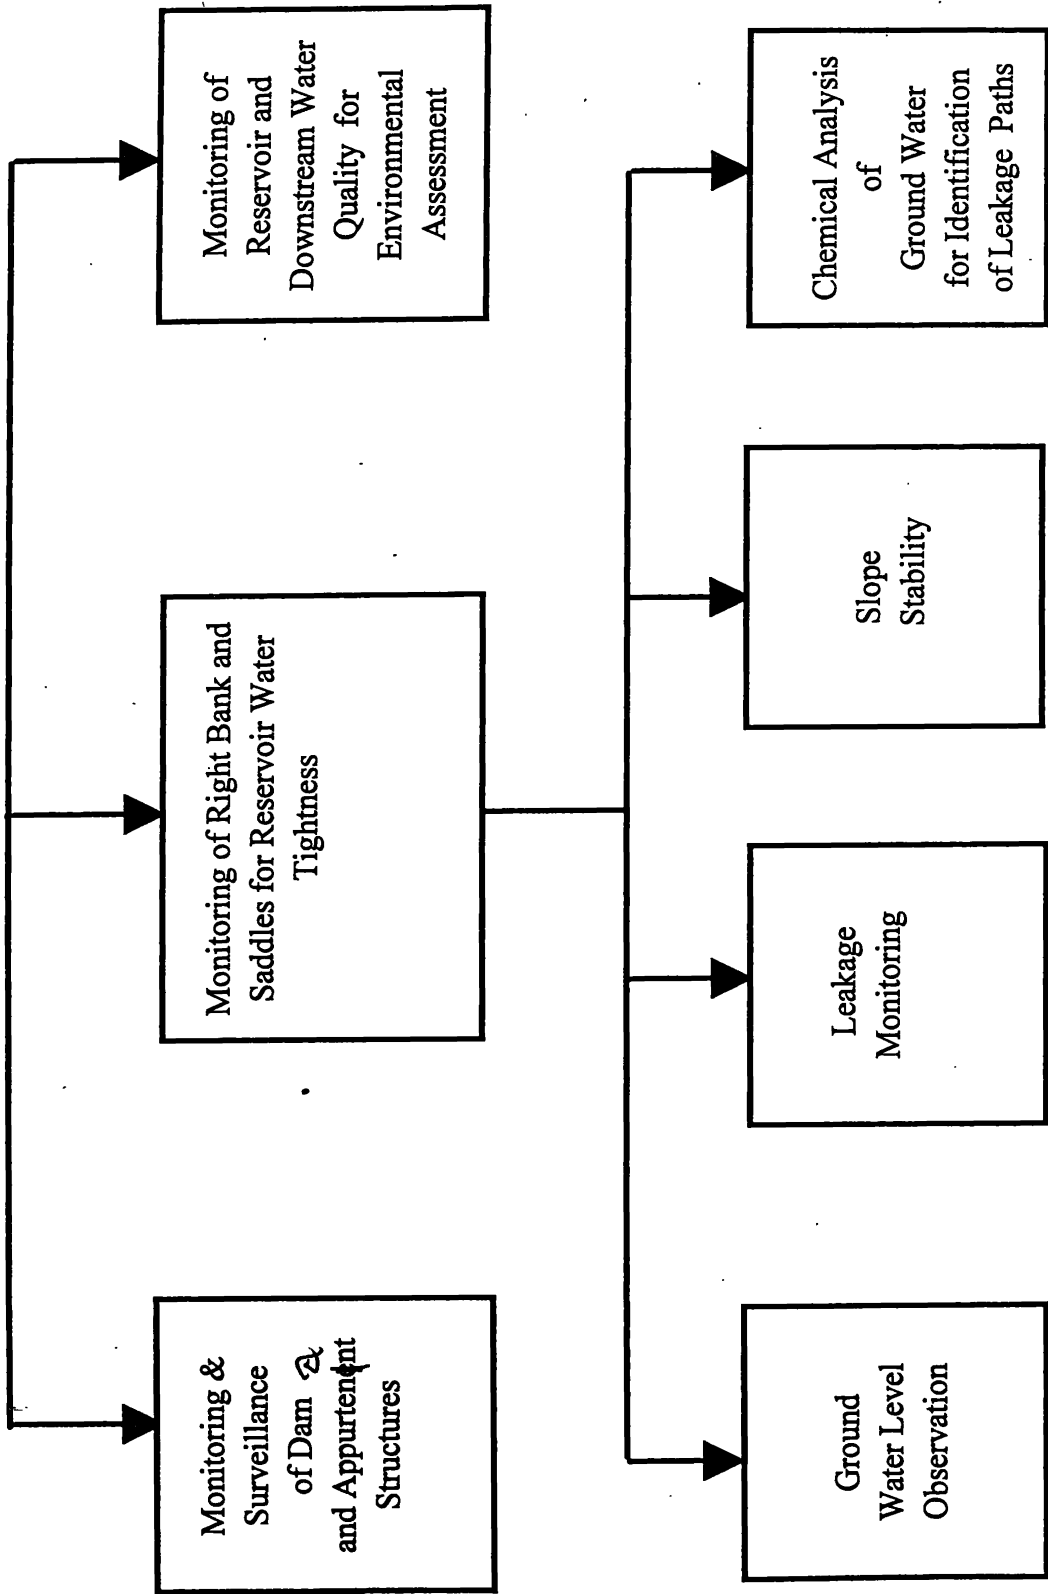 Monitoring &
Surveillance
of Dam a
and Appurtenent
Structures
Monitoring of Right Bank and
Saddles for Reservoir Water
Tightness
Monitoring of
Reservoir and
Downstream Water
Quality for
Environmental
Assessment
Ground
Water Level
Observation
Leakage
Monitoring
Slope
Stability
Chemical Analysis
of
Ground Water
for Identification
of Leakage Paths